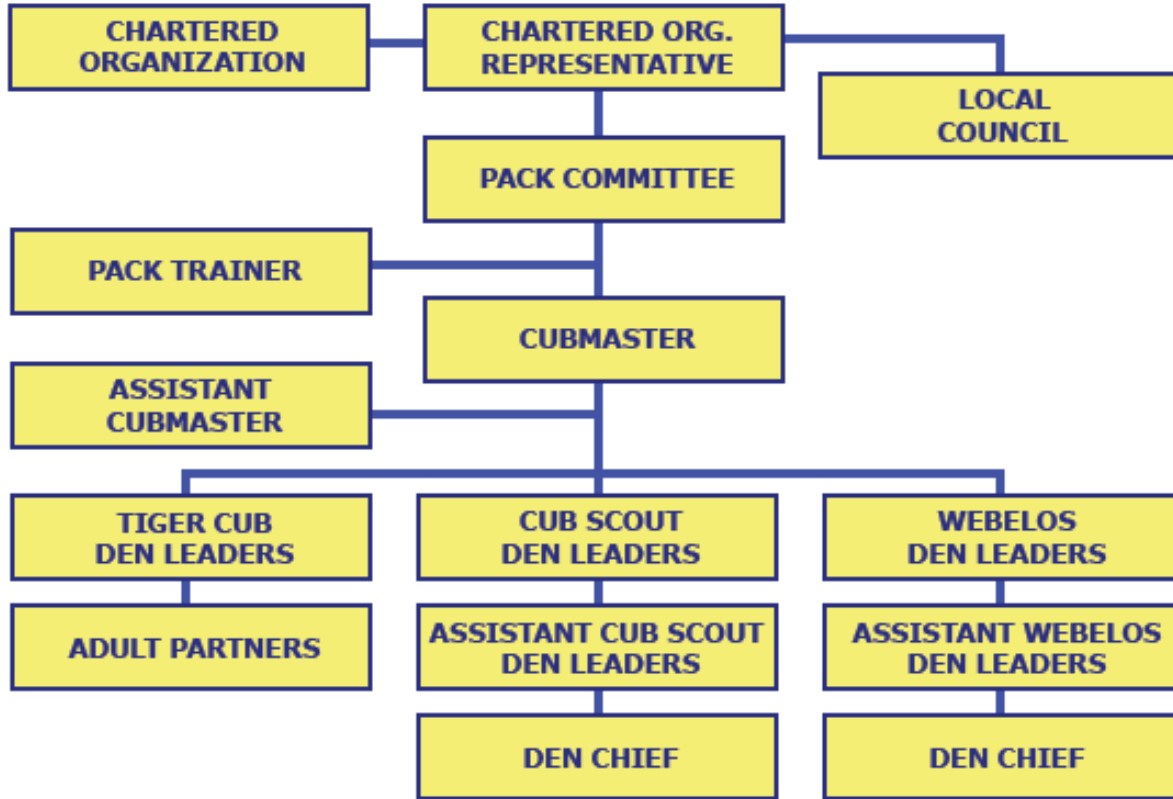 CHARTERED
ORGANIZATION
CHARTERED ORG.
REPRESENTATIVE
LOCAL
COUNCIL
PACK COMMITTEE
PACK TRAINER
CUBMASTER
ASSISTANT
CUBMASTER
TIGER CUB
DEN LEADERS
CUB SCOUT
DEN LEADERS
WEBELOS
DEN LEADERS
ADULT PARTNERS
ASSISTANT CUB SCOUT
DEN LEADERS
ASSISTANT WEBELOS
DEN LEADERS
DEN CHIEF
DEN CHIEF